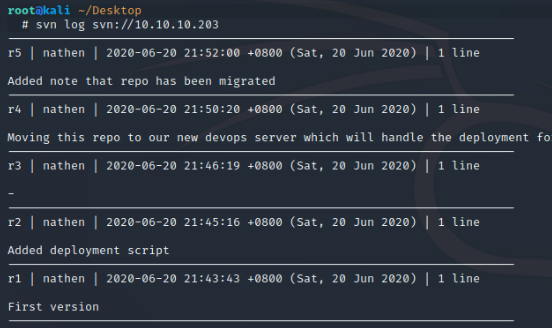 root@kali ~/Desktop
# svn log svn://10.10.10.203
r5 | nathen | 2020-06-20 21:52:00 +0800 (Sat, 20 Jun 2020) | 1 line
Added note that repo has been migrated
r4 | nathen | 2020-06-20 21:50:20 +0800 (Sat, 20 Jun 2020) | 1 line
Moving this repo to our new devops server which will handle the deployment fo
r3 | nathen | 2020-06-20 21:46:19 +0800 (Sat, 20 Jun 2020) | 1 line
-
r2 | nathen | 2020-06-20 21:45:16 +0800 (Sat, 20 Jun 2020) | 1 line
Added deployment script
r1 | nathen | 2020-06-20 21:43:43 +0800 (Sat, 20 Jun 2020) | 1 line
First version